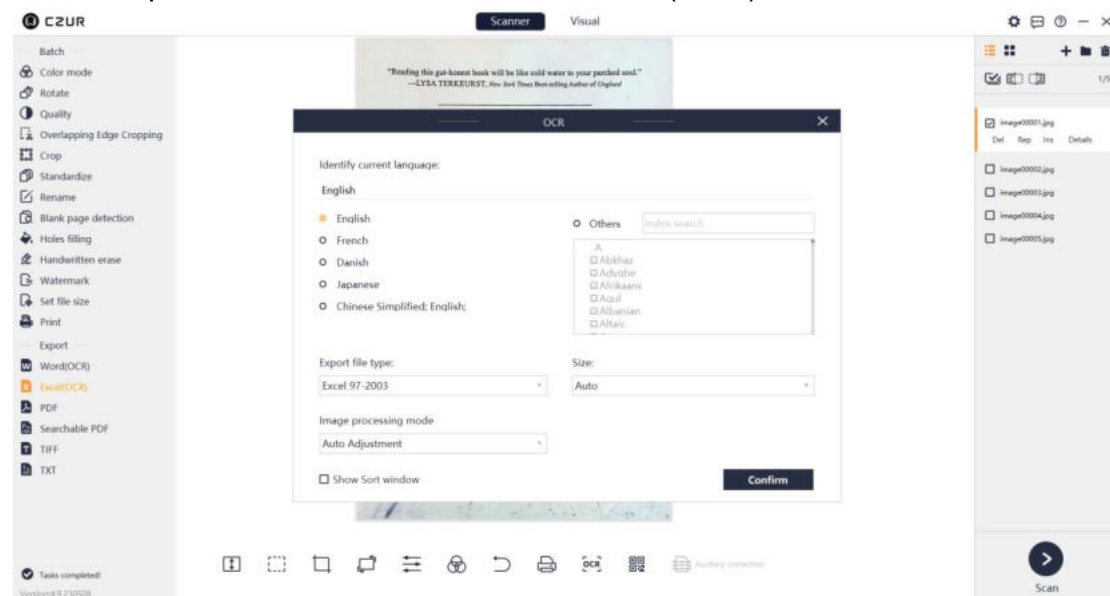 CZUR
Scanner
Visual
Batch
Color mode
Rotate
Quality
Overlapping Edge Cropping
Crop
Standardize
Rename
Blank page detection
Holes filling
Handwritten erase
Watermark
Set file size
Print
Export
Word(OCR)
Excel(OCR)
PDF
Searchable PDF
TIFF
TXT
Tasks completed!
"Reading this gut-honest book will be like cold water to your parched soul."
—LYSA TERKEURST, New York Times Best-selling Author of
OCR
Identify current language:
English
English
French
Danish
Japanese
Chinese Simplified; English;
Others
Index search
A
Abkhaz
Adyghe
Afrikaans
Agul
Albanian
Altaic
Export file type:
Excel 97-2003
Size:
Auto
Image processing mode
Auto Adjustment
Show Sort window
Confirm
OCR
Auxiliary correction
1/5
image00001.jpg
Del Rep Ins Details
image00002.jpg
image00003.jpg
image00004.jpg
image00005.jpg
Scan